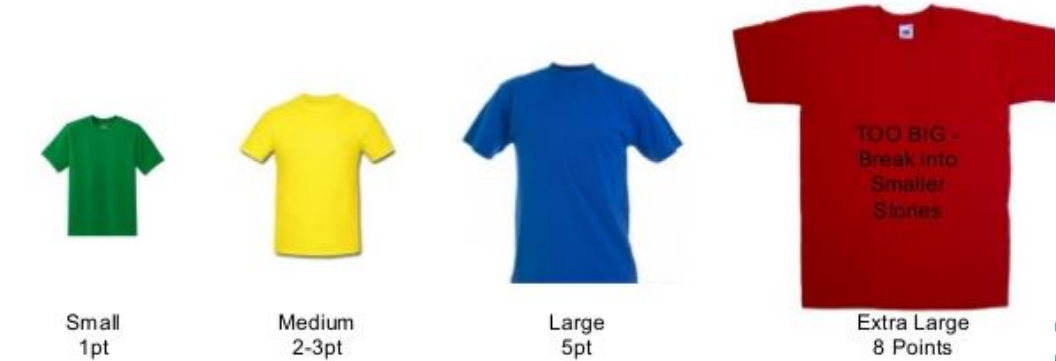 TOO BIG -
Break into
Smaller
Stories
Small
1pt
Medium
2-3pt
Large
5pt
Extra Large
8 Points